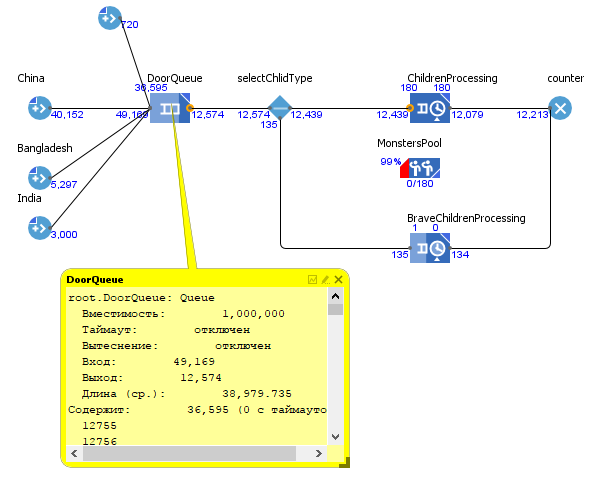 720
China
36,595
DoorQueue
selectChildType
180 180
ChildrenProcessing
counter
40,152
49,169
12,574
12,574
12,439
135
12,439
12,079
12,213
MonstersPool
99%
0/180
Bangladesh
5,297
India
3,000
BraveChildrenProcessing
1 0
135
134
DoorQueue
root.DoorQueue: Queue
Вместимость: 1,000,000
Таймаут: отключен
Вытеснение: отключен
Вход: 49,169
Выход: 12,574
Длина (ср.): 38,979.735
Содержит: 36,595 (0 с таймауто
12755
12756